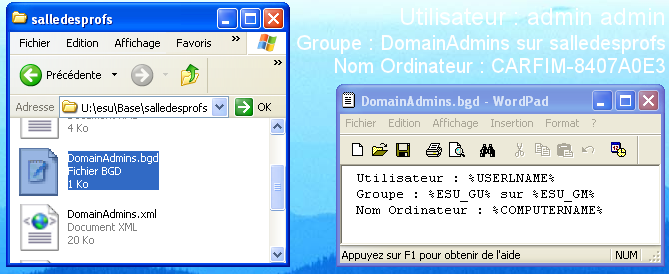 salledesprofs
Fichier Edition Affichage Favoris »
Précédente »
Adresse U:\esu\Base\salledesprofs OK
4 Ko
DomainAdmins.bgd
Fichier BGD
1 Ko
DomainAdmins.xml
Document XML
20 Ko
Utilisateur : admin admin
Groupe : DomainAdmins sur salledesprofs
Nom Ordinateur : CARFIM-8407A0E3
DomainAdmins.bgd - WordPad
Fichier Edition Affichage Insertion Format ?
Utilisateur : %USERLNAME%
Groupe : %ESU_GU% sur %ESU_GM%
Nom Ordinateur : %COMPUTERNAME%
Appuyez sur F1 pour obtenir de l'aide NUM